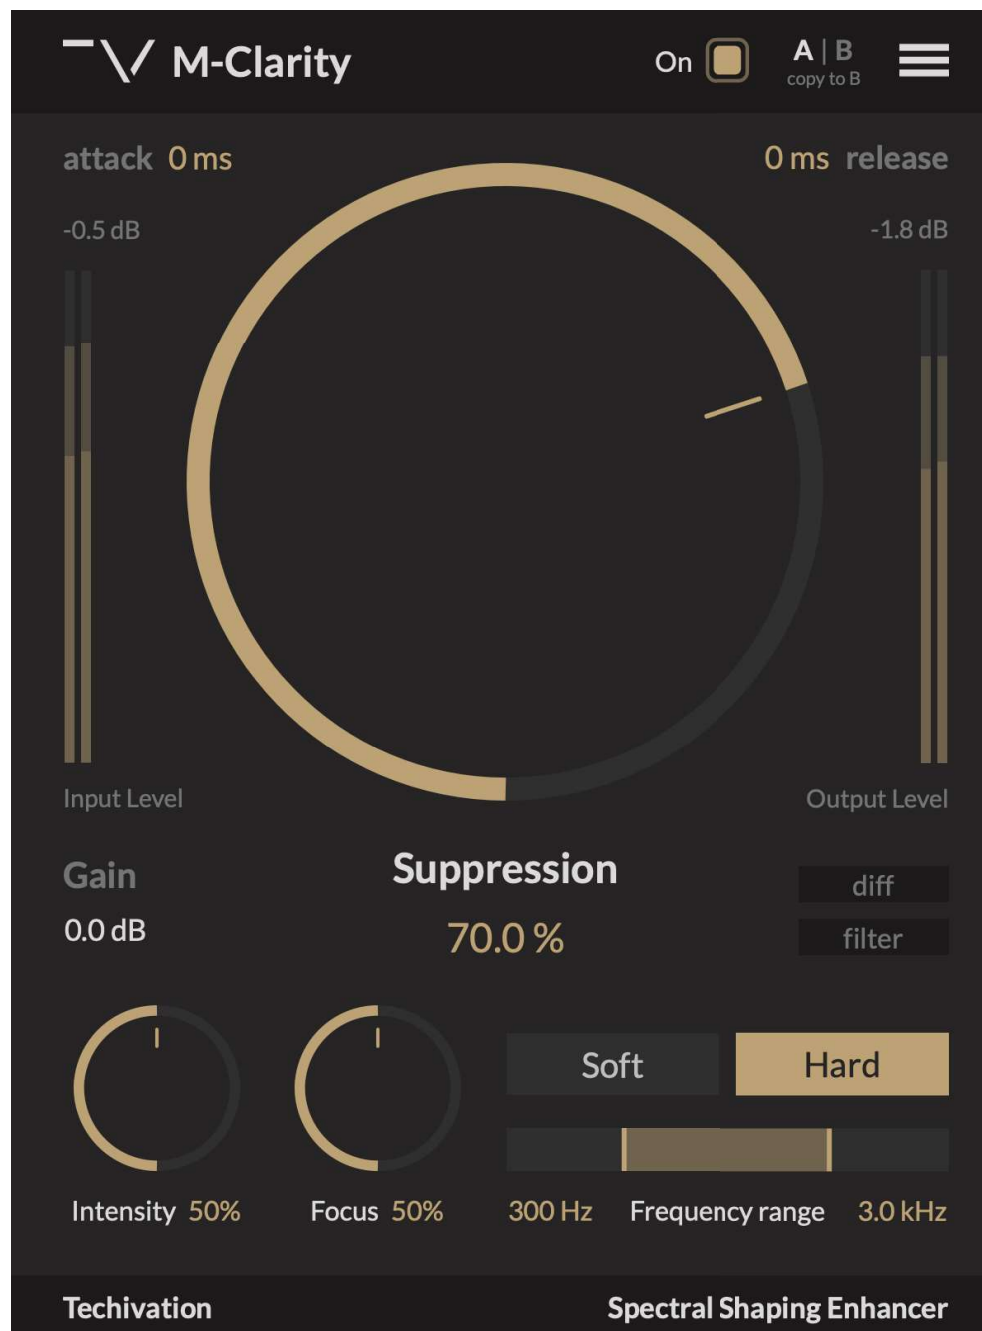 M-Clarity
On
A | B
copy to B
attack 0 ms
0 ms release
-0.5 dB
-1.8 dB
Input Level
Output Level
Gain
0.0 dB
Suppression
70.0 %
diff
filter
Soft
Hard
Intensity 50%
Focus 50%
300 Hz Frequency range 3.0 kHz
Techivation
Spectral Shaping Enhancer